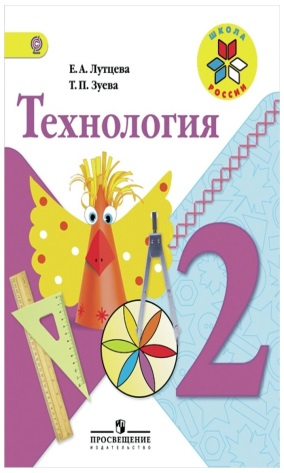 Е. А. Лутцева
Т. П. Зуева
ШКОЛА
РОССИИ
Технология
2
ПРОСВЕЩЕНИЕ
ИЗДАТЕЛЬСТВО